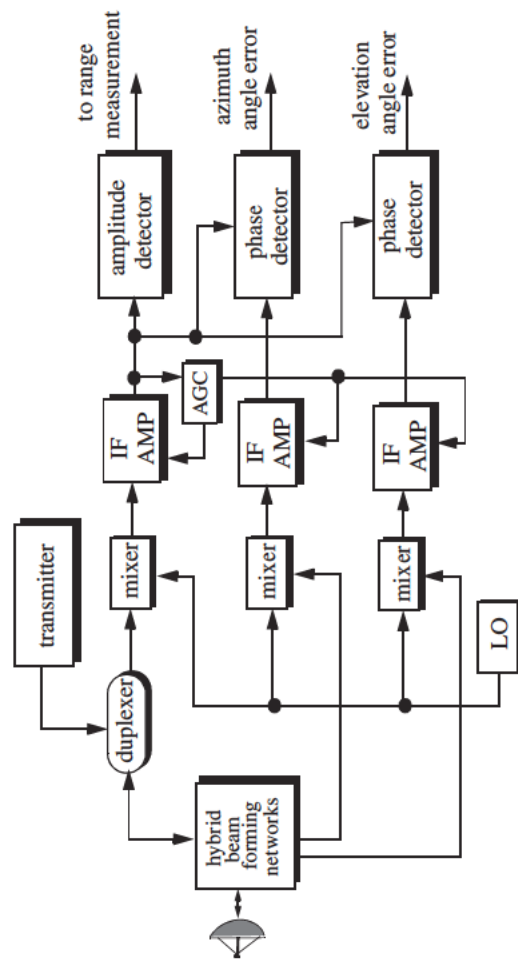 transmitter
duplexer
mixer
IF
AMP
amplitude
detector
to range
measurement
AGC
hybrid
beam
forming
networks
mixer
IF
AMP
phase
detector
azimuth
angle error
mixer
IF
AMP
phase
detector
elevation
angle error
LO